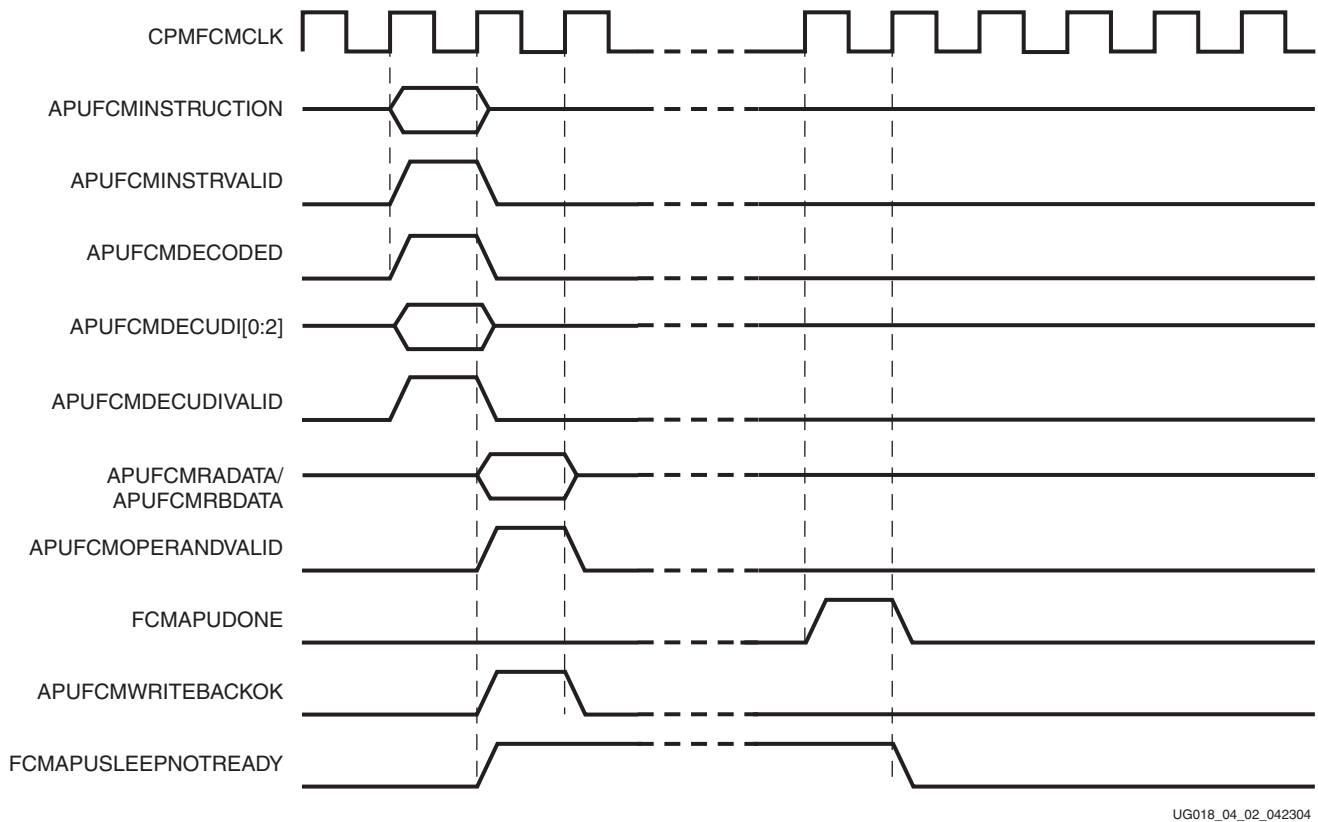 CPMFCMCLK
APUFCMINSTRUCTION
APUFCMINSTRVALID
APUFCMDECODED
APUFCMDECUDI[0:2]
APUFCMDECUDIVALID
APUFCMRADATA/
APUFCMRBDATA
APUFCMOPERANDVALID
FCMAPUDONE
APUFCMWRITEBACKOK
FCMAPUSLEEPNOTREADY
UG018_04_02_042304